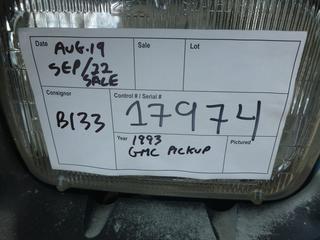 Date
Sale
Lot
AUG.19
SEP/22
SALE
Consignor
Control # / Serial #
B133
17974
Year
Pictured
1993
GMC PICKUP